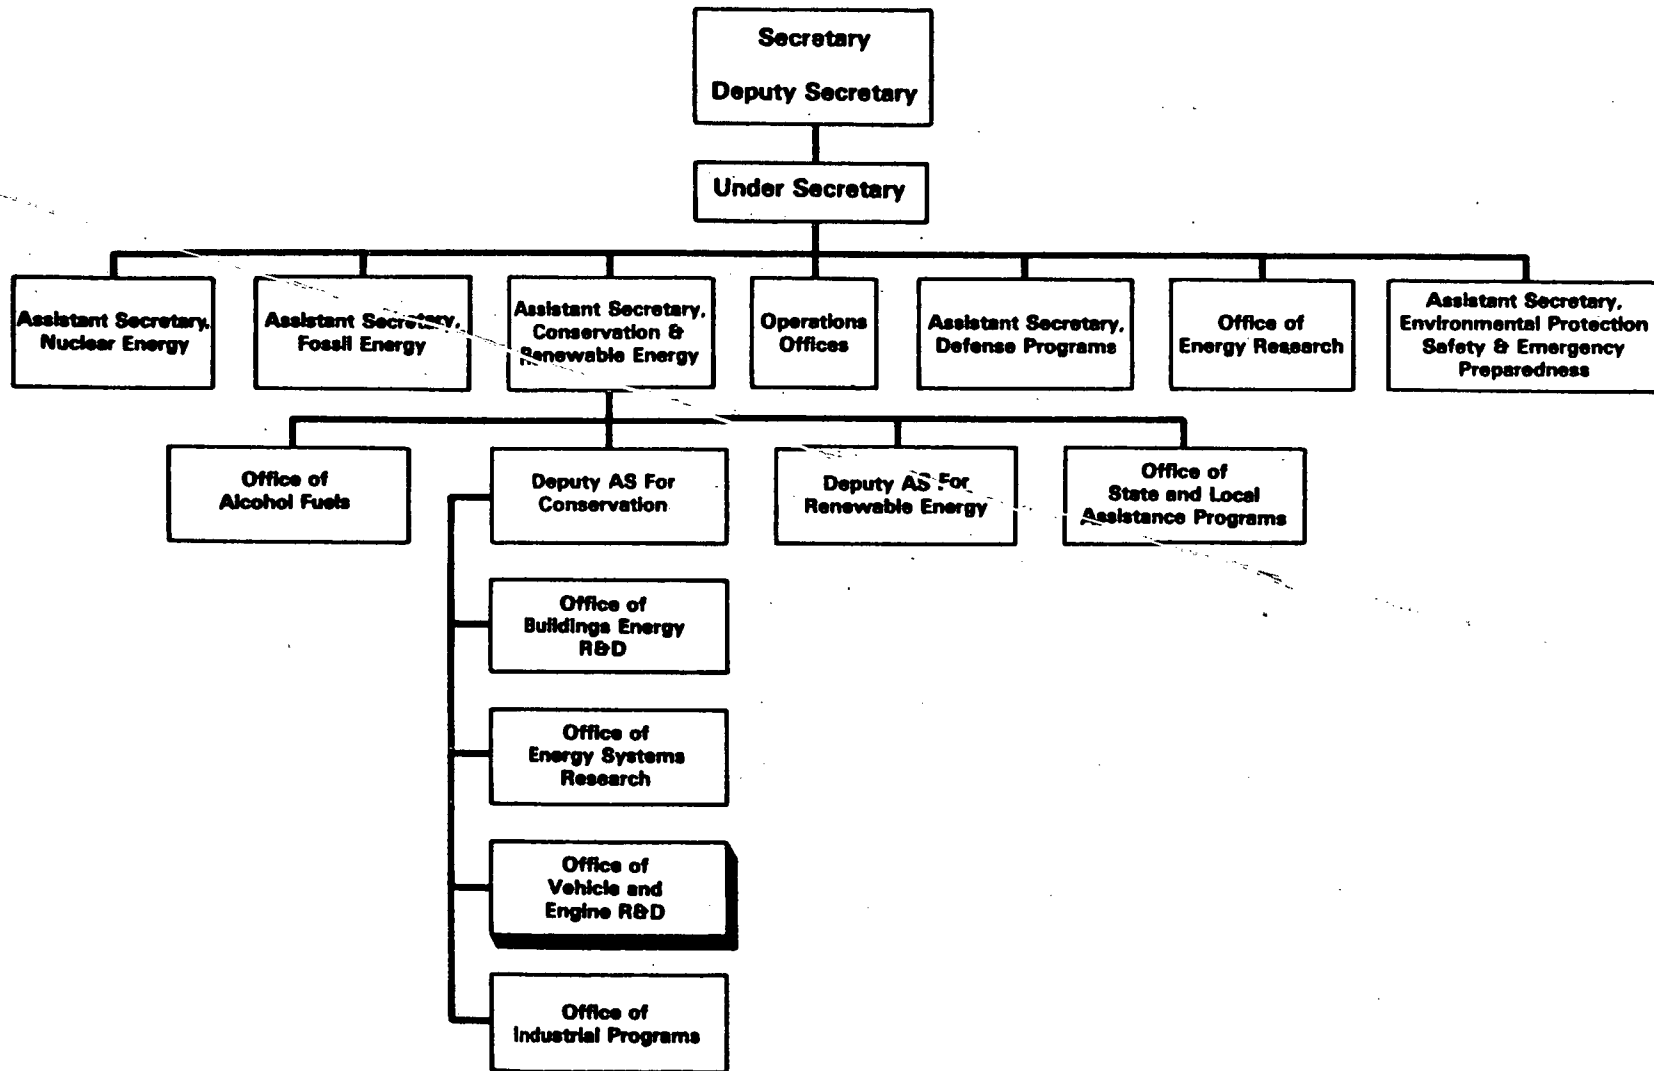 Secretary
Deputy Secretary
Under Secretary
Assistant Secretary,
Nuclear Energy
Assistant Secretary,
Fossil Energy
Assistant Secretary,
Conservation &
Renewable Energy
Operations
Offices
Assistant Secretary,
Defense Programs
Office of
Energy Research
Assistant Secretary,
Environmental Protection
Safety & Emergency
Preparedness
Office of
Alcohol Fuels
Deputy AS For
Conservation
Deputy AS For
Renewable Energy
Office of
State and Local
Assistance Programs
Office of
Buildings Energy
R&D
Office of
Energy Systems
Research
Office of
Vehicle and
Engine R&D
Office of
Industrial Programs